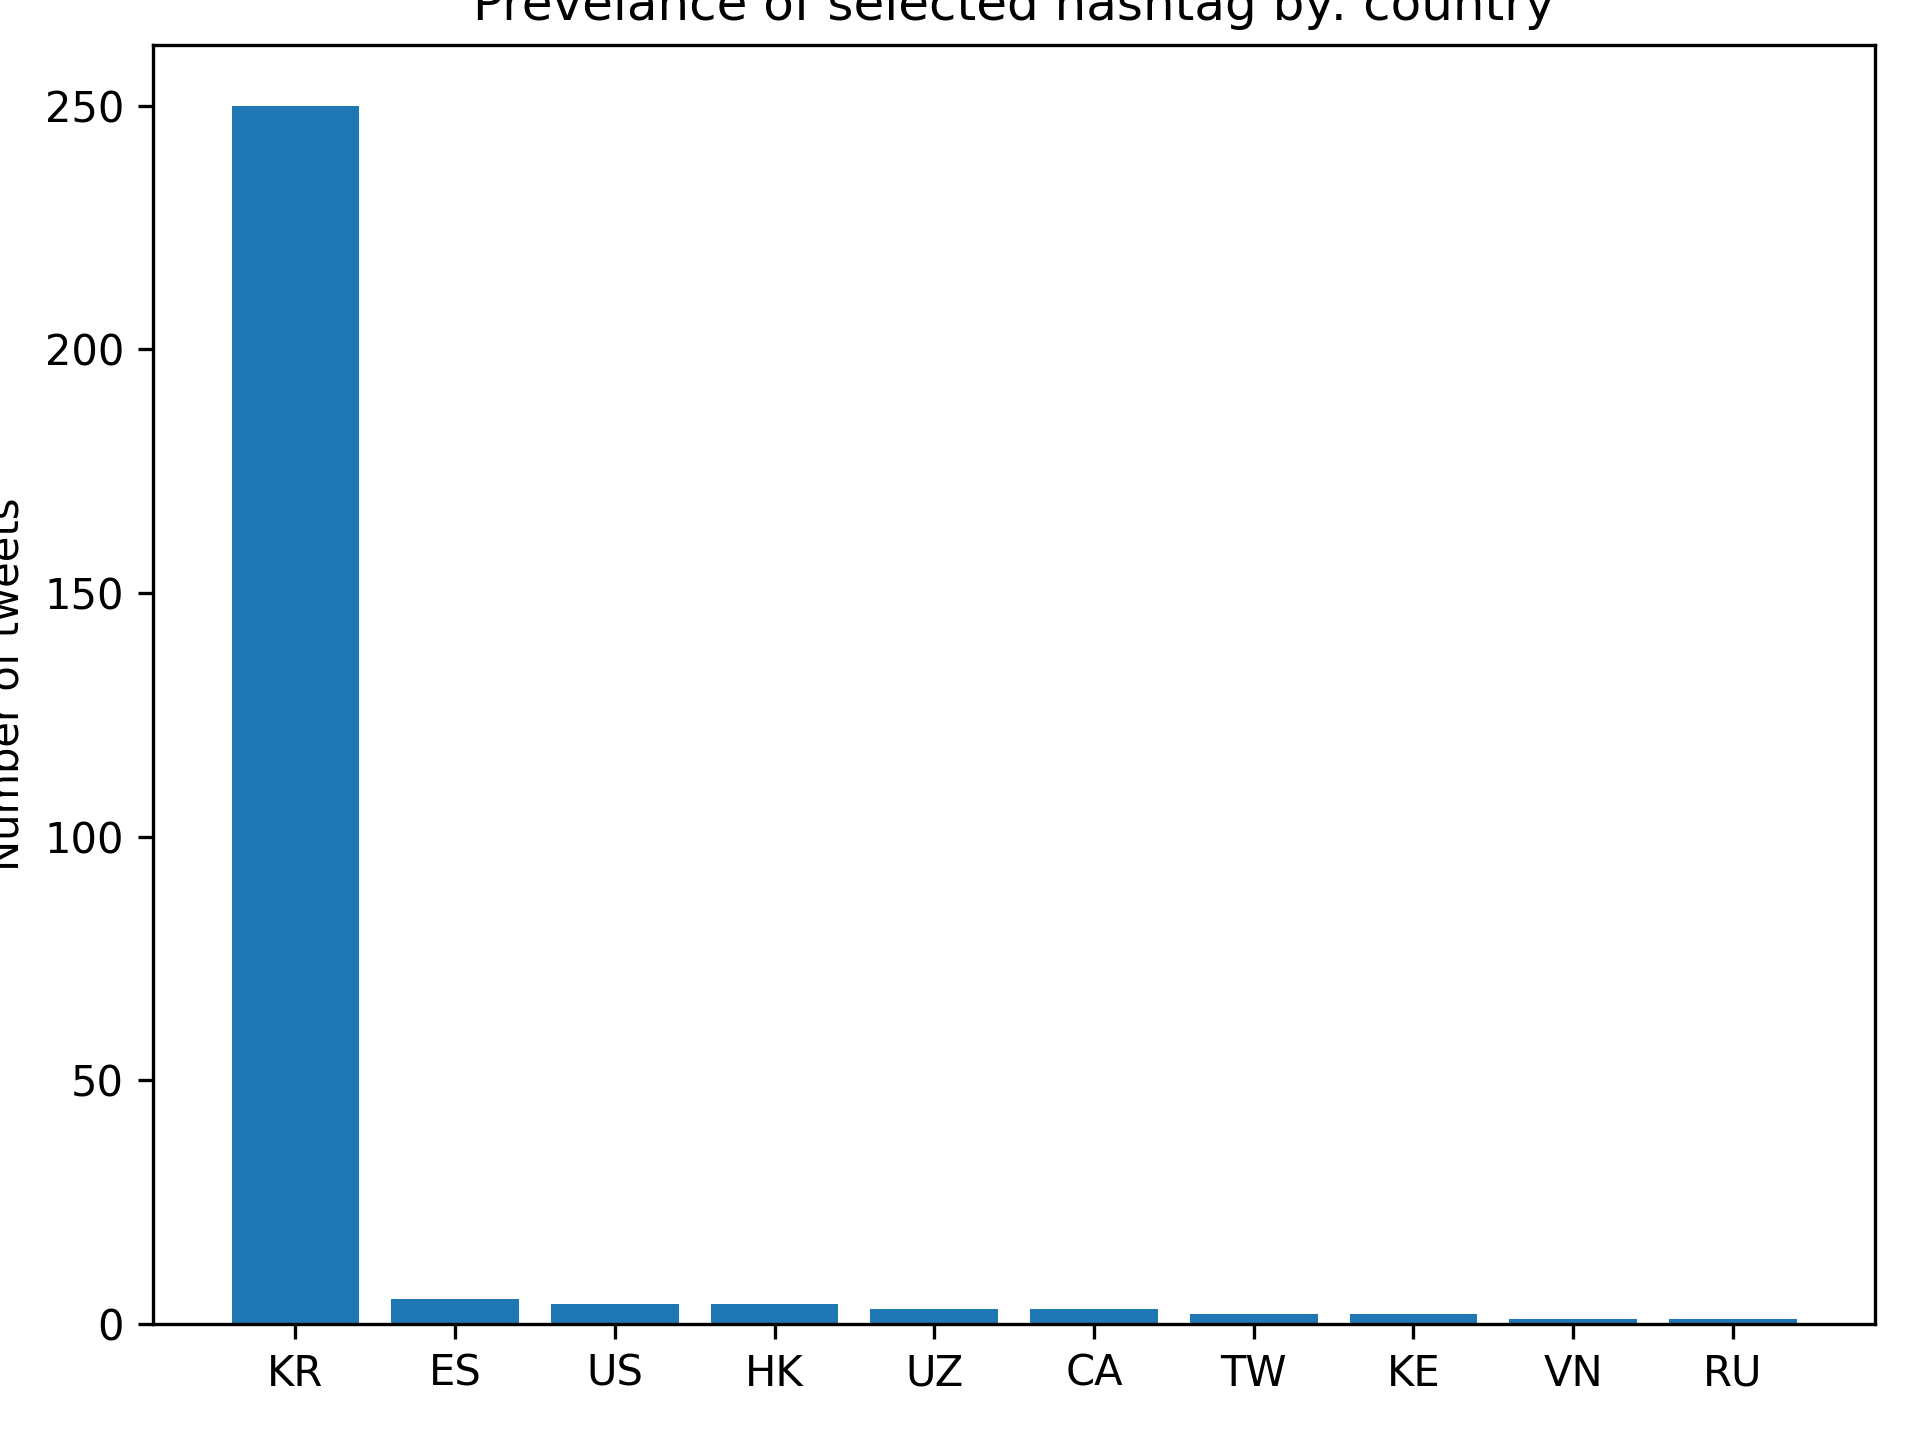 Prevelance of selected hashtag by. country
250
200
150
100
50
0
Number of tweets
KR ES US HK UZ CA TW KE VN RU